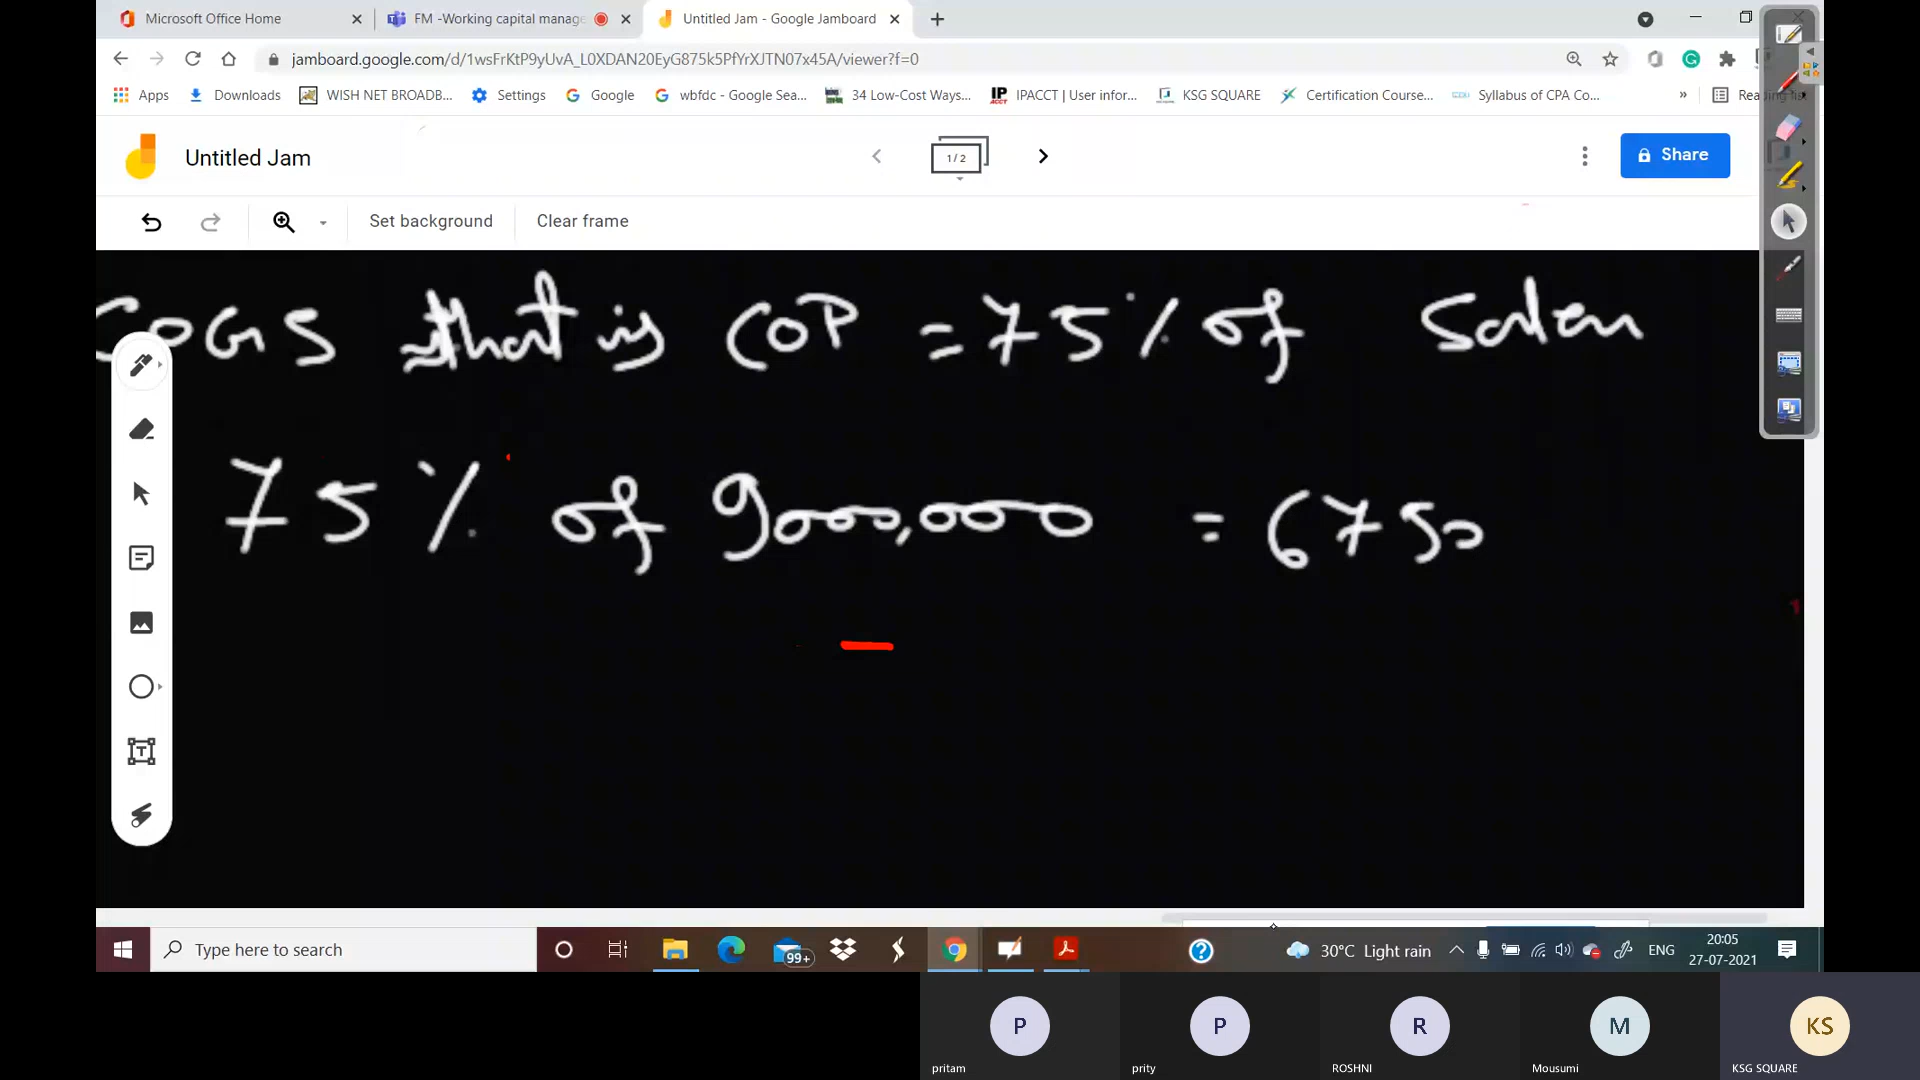 Microsoft Office Home
FM -Working capital manage
Untitled Jam - Google Jamboard
jamboard.google.com/d/1wsFrKtP9yUvA_L0XDAN20EyG875k5PfYrXJTN07x45A/viewer?f=0
Apps Downloads WISH NET BROADB... Settings Google wbfdc - Google Sea... 34 Low-Cost Ways... IPACCT | User infor... KSG SQUARE Certification Course... Syllabus of CPA Co... »
Untitled Jam
1 / 2
Share
Set background Clear frame
COGS that is COP = 75% of Sales
75% of 9000,000 = 6750
Type here to search
99+
30°C Light rain
ENG
20:05
27-07-2021
P P R M KS
pritam prity ROSHNI Mousumi KSG SQUARE